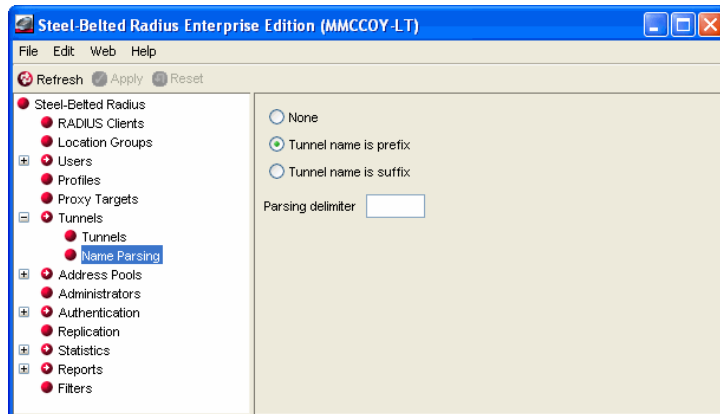 Steel-Belted Radius Enterprise Edition (MMCCOY-LT)
File Edit Web Help
Refresh Apply Reset
Steel-Belted Radius
RADIUS Clients
Location Groups
Users
Profiles
Proxy Targets
Tunnels
Tunnels
Name Parsing
Address Pools
Administrators
Authentication
Replication
Statistics
Reports
Filters
None
Tunnel name is prefix
Tunnel name is suffix
Parsing delimiter